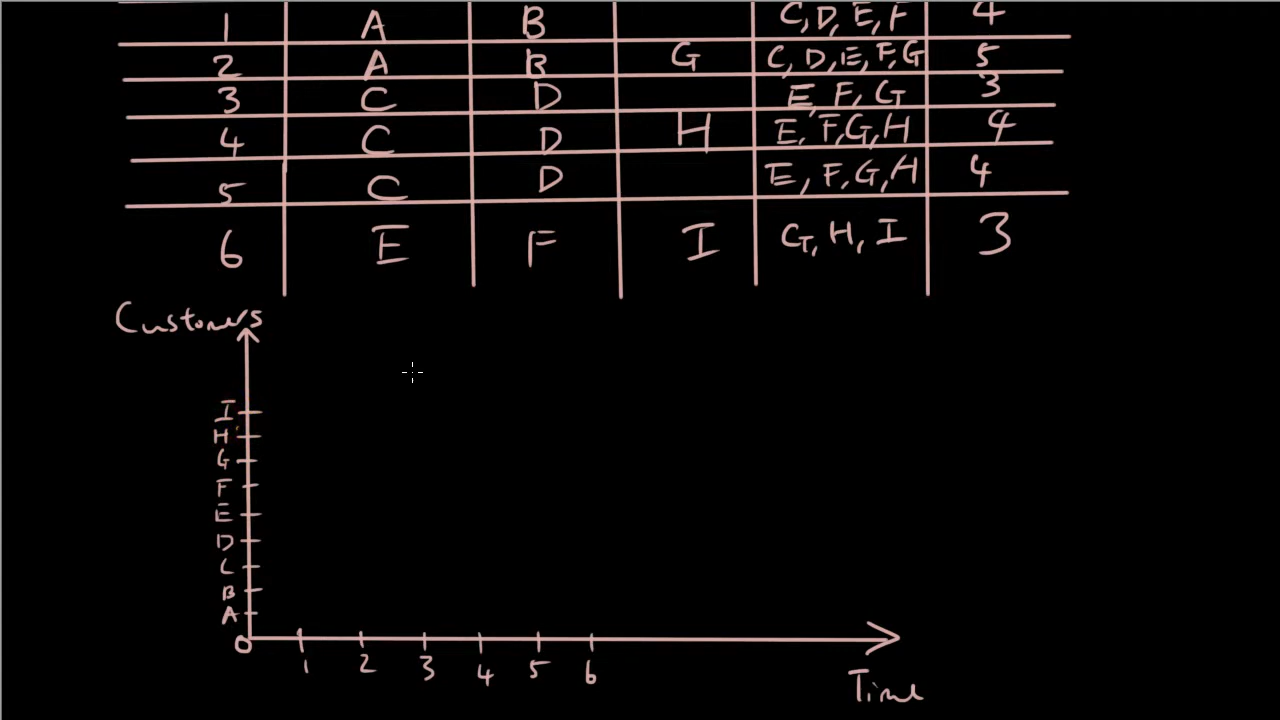 1 A B C, D, E, F 4
2 A B G C, D, E, F, G 5
3 C D E, F, G 3
4 C D H E, F, G, H 4
5 C D E, F, G, H 4
6 E F I G, H, I 3
Customers
I
H
G
F
E
D
C
B
A
0
1 2 3 4 5 6
Time